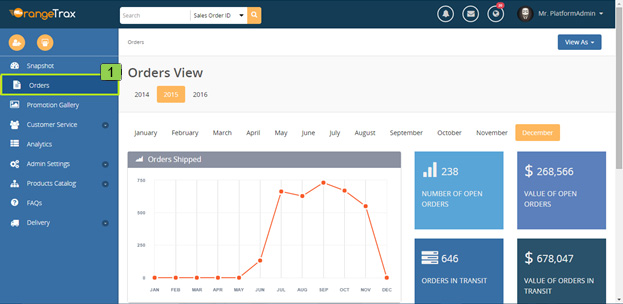 OrangeTrax
Search
Sales Order ID
Mr. PlatformAdmin
Orders
View As
Snapshot
1
Orders
Promotion Gallery
Customer Service
Analytics
Admin Settings
Products Catalog
FAQs
Delivery
Orders View
2014 2015 2016
January February March April May June July August September October November December
Orders Shipped
750
500
250
0
JAN FEB MAR APR MAY JUN JUL AUG SEP OCT NOV DEC
238
NUMBER OF OPEN
ORDERS
$ 268,566
VALUE OF OPEN
ORDERS
646
ORDERS IN TRANSIT
$ 678,047
VALUE OF ORDERS IN
TRANSIT